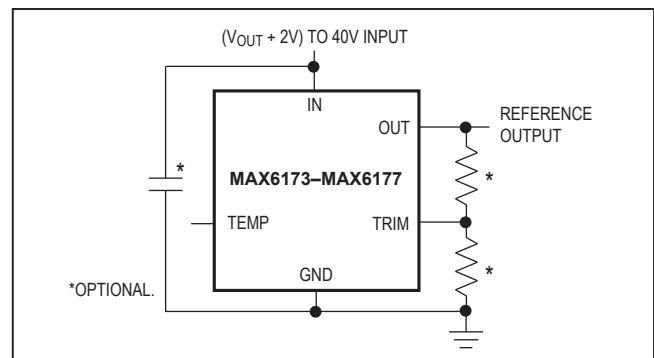 (VOUT + 2V) TO 40V INPUT
IN
OUT
REFERENCE
OUTPUT
*
*
MAX6173–MAX6177
TEMP
TRIM
*
GND
*OPTIONAL.